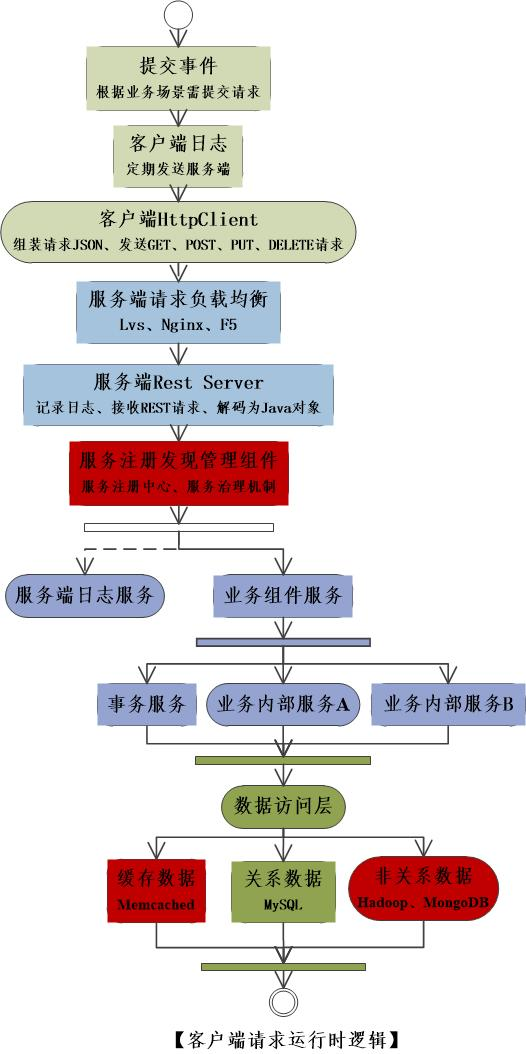 提交事件
根据业务场景需提交请求
客户端日志
定期发送服务端
客户端HttpClient
组装请求JSON、发送GET、POST、PUT、DELETE请求
服务端请求负载均衡
Lvs、Nginx、F5
服务端Rest Server
记录日志、接收REST请求、解码为Java对象
服务注册发现管理组件
服务注册中心、服务治理机制
服务端日志服务
业务组件服务
事务服务
业务内部服务A
业务内部服务B
数据访问层
缓存数据
Memcached
关系数据
MySQL
非关系数据
Hadoop、MongoDB
【客户端请求运行时逻辑】